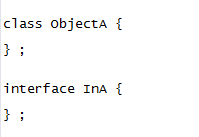 class ObjectA {
} ;
interface InA {
} ;